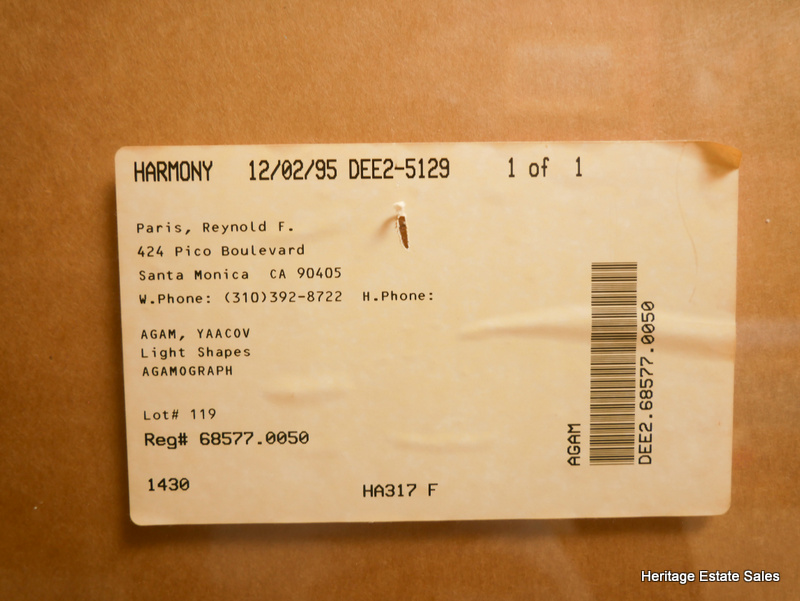 HARMONY 12/02/95 DEE2-5129 1 of 1
Paris, Reynold F.
424 Pico Boulevard
Santa Monica CA 90405
W.Phone: (310)392-8722 H.Phone:
AGAM, YAACOV
Light Shapes
AGAMOGRAPH
Lot# 119
Reg# 68577.0050
1430
HA317 F
AGAM
DEE2.68577.0050
Heritage Estate Sales